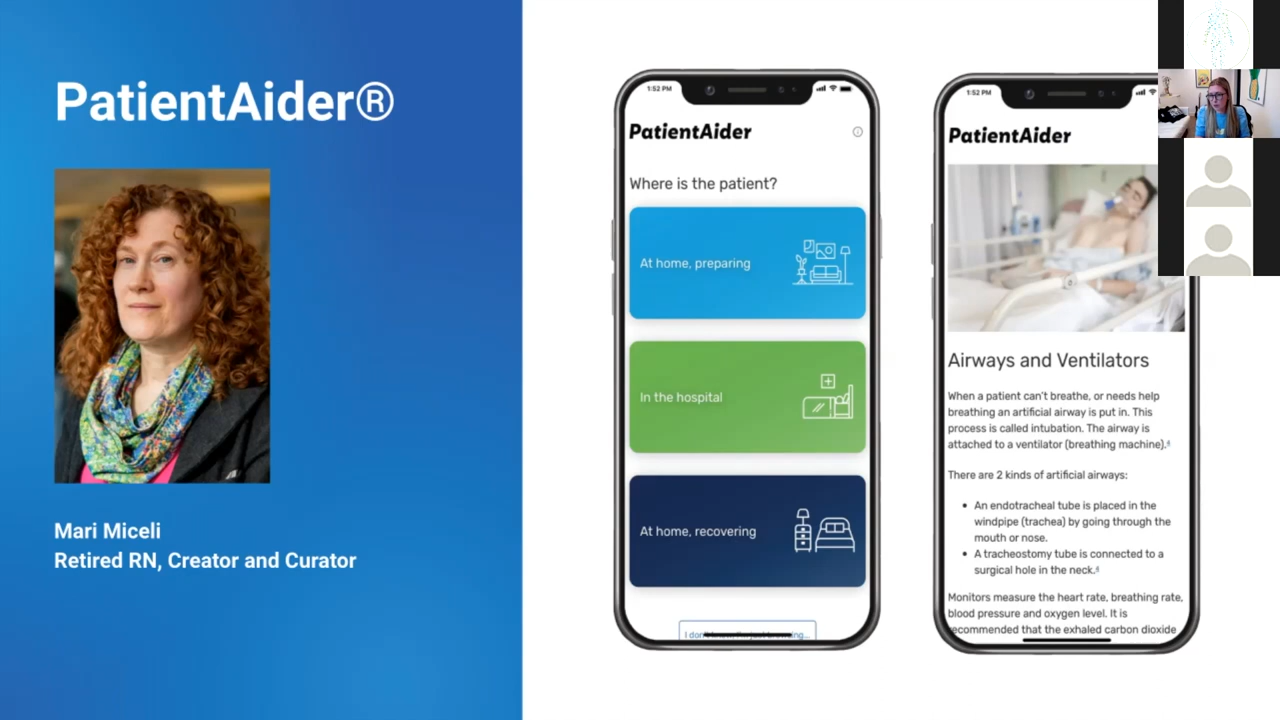 PatientAider®
Mari Miceli
Retired RN, Creator and Curator
1:52 PM
PatientAider
Where is the patient?
At home, preparing
In the hospital
At home, recovering
1:52 PM
PatientAider
Airways and Ventilators
When a patient can't breathe, or needs help
breathing an artificial airway is put in. This
process is called intubation. The airway is
attached to a ventilator (breathing machine).
There are 2 kinds of artificial airways:
• An endotracheal tube is placed in the
windpipe (trachea) by going through the
mouth or nose.
• A tracheostomy tube is connected to a
surgical hole in the neck.
Monitors measure the heart rate, breathing rate,
blood pressure and oxygen level. It is
recommended that the exhaled carbon dioxide